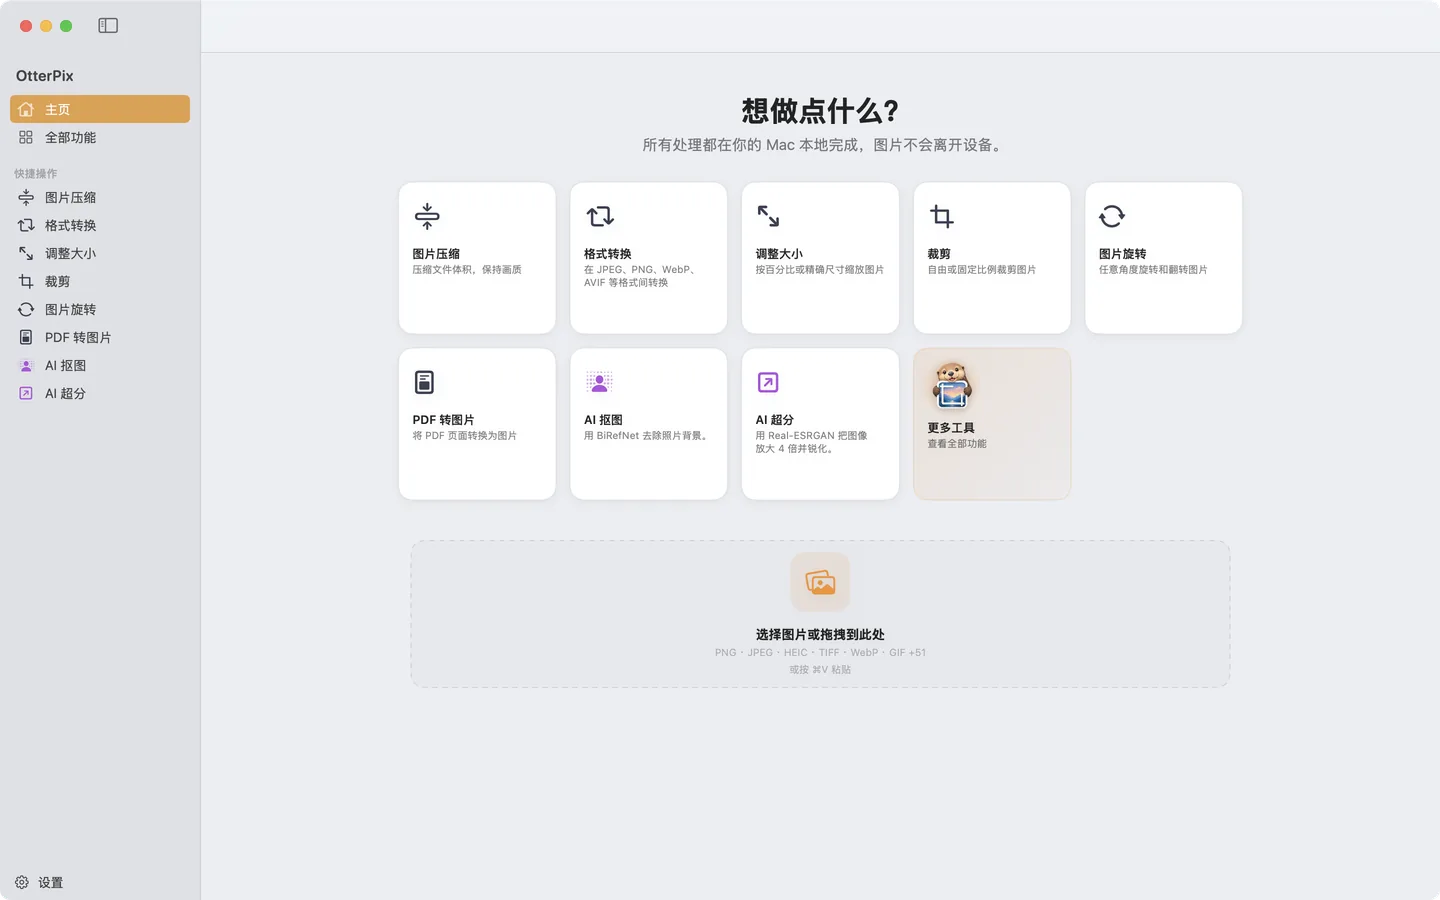 OtterPix
主页
全部功能
快捷操作
图片压缩
格式转换
调整大小
裁剪
图片旋转
PDF 转图片
AI 抠图
AI 超分
设置
想做点什么?
所有处理都在你的 Mac 本地完成，图片不会离开设备。
图片压缩
压缩文件体积，保持画质
格式转换
在 JPEG、PNG、WebP、
AVIF 等格式间转换
调整大小
按百分比或精确尺寸缩放图片
裁剪
自由或固定比例裁剪图片
图片旋转
任意角度旋转和翻转图片
PDF 转图片
将 PDF 页面转换为图片
AI 抠图
用 BiRefNet 去除照片背景。
AI 超分
用 Real-ESRGAN 把图像
放大 4 倍并锐化。
更多工具
查看全部功能
选择图片或拖拽到此处
PNG · JPEG · HEIC · TIFF · WebP · GIF +51
或按 ⌘V 粘贴